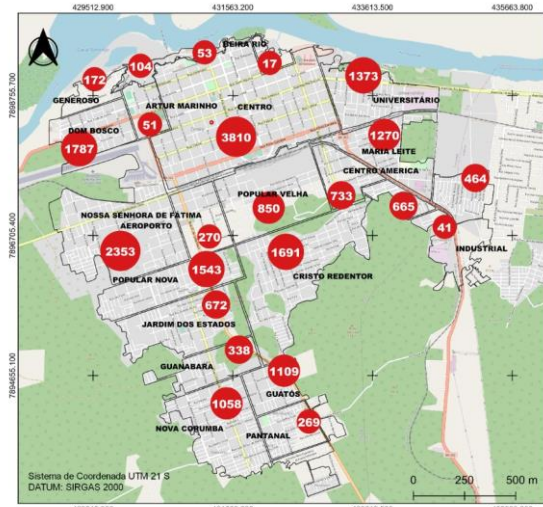 429512.900 431563.200 433613.500 435663.800
7898755.700
7896705.400
7894655.100
BEIRA RIO
53
104
17
172
1373
GENEROSO
ARTUR MARINHO
CENTRO
UNIVERSITÁRIO
DOM BOSCO
51
3810
1270
1787
MARIA LEITE
CENTRO AMERICA
464
POPULAR VELHA
733
850
665
NOSSA SENHORA DE FÁTIMA
AEROPORTO
270
41
2353
1691
INDUSTRIAL
1543
CRISTO REDENTOR
POPULAR NOVA
672
JARDIM DOS ESTADOS
338
GUANABARA
1109
GUATÓS
1058
269
NOVA CORUMBA
PANTANAL
Sistema de Coordenada UTM 21 S
DATUM: SIRGAS 2000
0 250 500 m